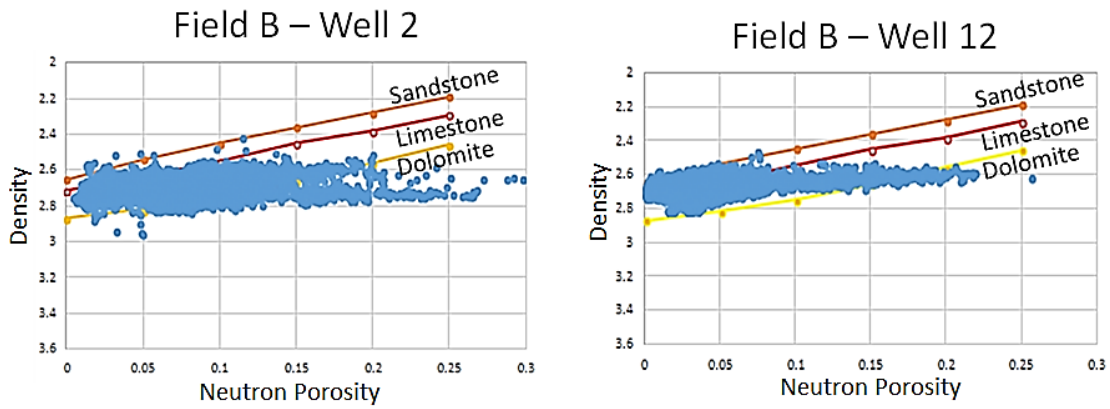 Field B – Well 2
2
2.2
2.4
2.6
2.8
3
3.2
3.4
3.6
0
0.05
0.1
0.15
0.2
0.25
0.3
Density
Neutron Porosity
Sandstone
Limestone
Dolomite
Field B – Well 12
2
2.2
2.4
2.6
2.8
3
3.2
3.4
3.6
0
0.05
0.1
0.15
0.2
0.25
0.3
Density
Neutron Porosity
Sandstone
Limestone
Dolomite